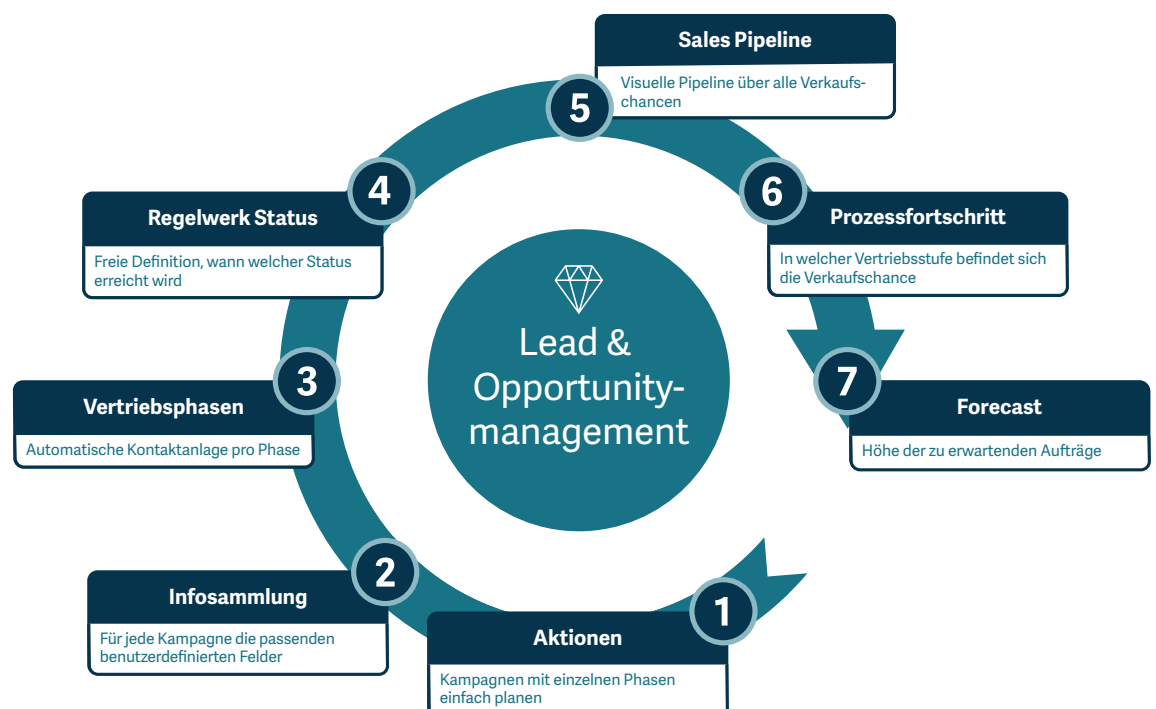 Sales Pipeline
Visuelle Pipeline über alle Verkaufs-
chancen
5
4
6
Regelwerk Status
Freie Definition, wann welcher Status
erreicht wird
Prozessfortschritt
In welcher Vertriebsstufe befindet sich
die Verkaufschance
Lead &
Opportunity-
management
3
Vertriebsphasen
Automatische Kontaktanlage pro Phase
7
Forecast
Höhe der zu erwartenden Aufträge
2
Infosammlung
Für jede Kampagne die passenden
benutzerdefinierten Felder
1
Aktionen
Kampagnen mit einzelnen Phasen
einfach planen